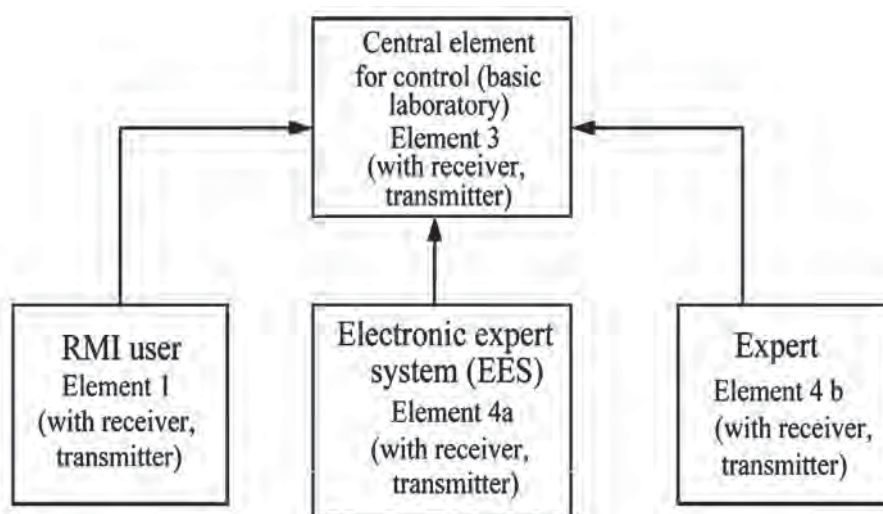 Central element
for control (basic
laboratory)
Element 3
(with receiver,
transmitter)
RMI user
Element 1
(with receiver,
transmitter)
Electronic expert
system (EES)
Element 4a
(with receiver,
transmitter)
Expert
Element 4 b
(with receiver,
transmitter)